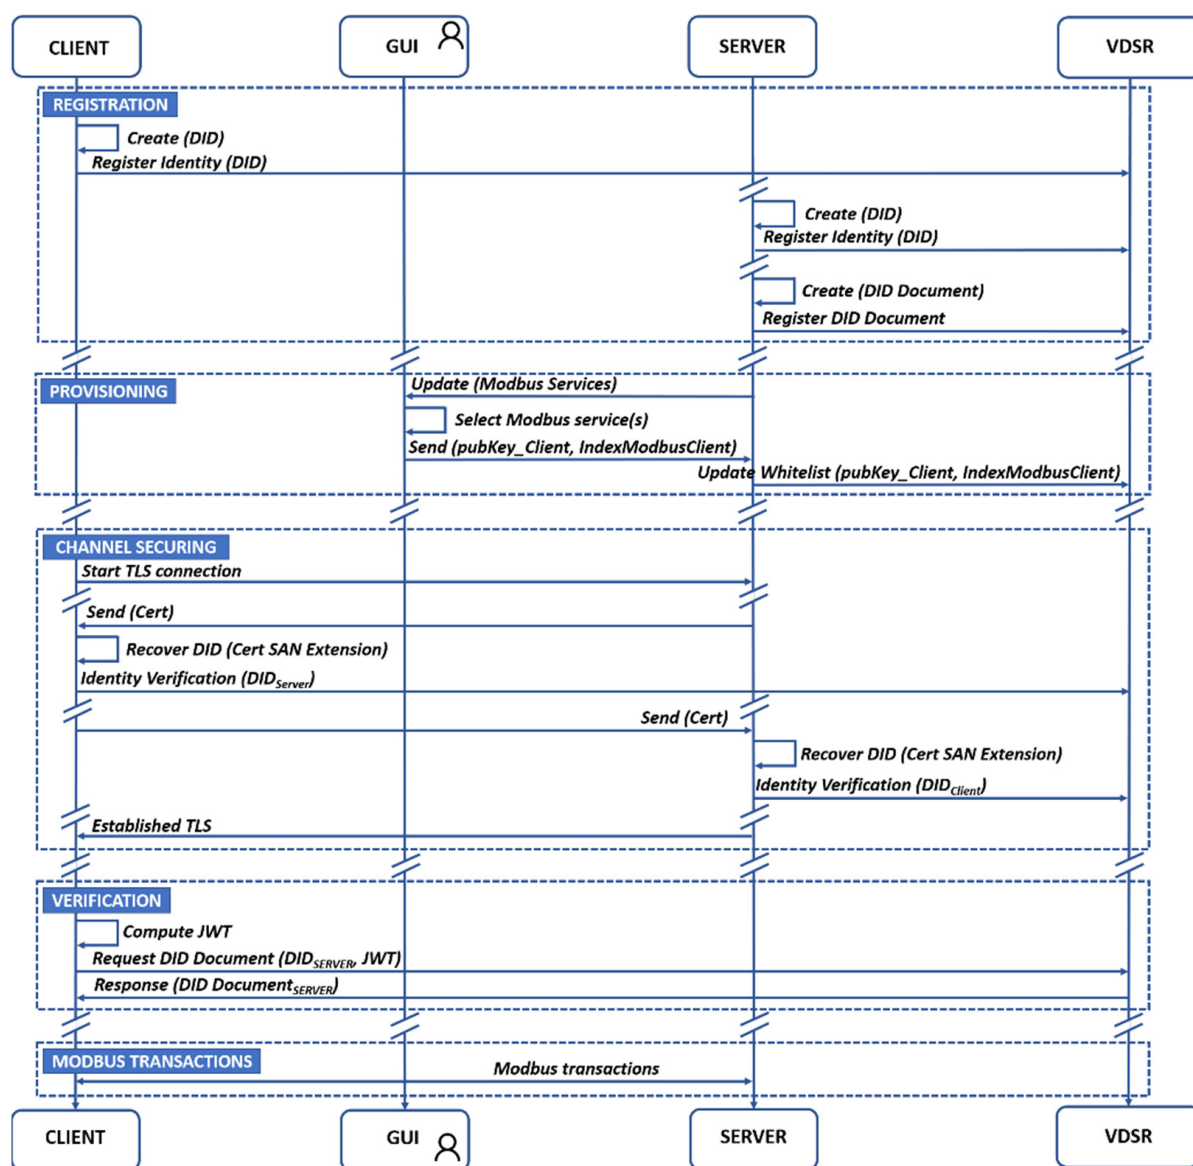 CLIENT
GUI
SERVER
VDSR
REGISTRATION
Create (DID)
Register Identity (DID)
Create (DID)
Register Identity (DID)
Create (DID Document)
Register DID Document
PROVISIONING
Update (Modbus Services)
Select Modbus service(s)
Send (pubKey_Client, IndexModbusClient)
Update Whitelist (pubKey_Client, IndexModbusClient)
CHANNEL SECURING
Start TLS connection
Send (Cert)
Recover DID (Cert SAN Extension)
Identity Verification (DIDServer)
Send (Cert)
Recover DID (Cert SAN Extension)
Identity Verification (DIDClient)
Established TLS
VERIFICATION
Compute JWT
Request DID Document (DIDSERVER, JWT)
Response (DID DocumentSERVER)
MODBUS TRANSACTIONS
Modbus transactions
CLIENT
GUI
SERVER
VDSR